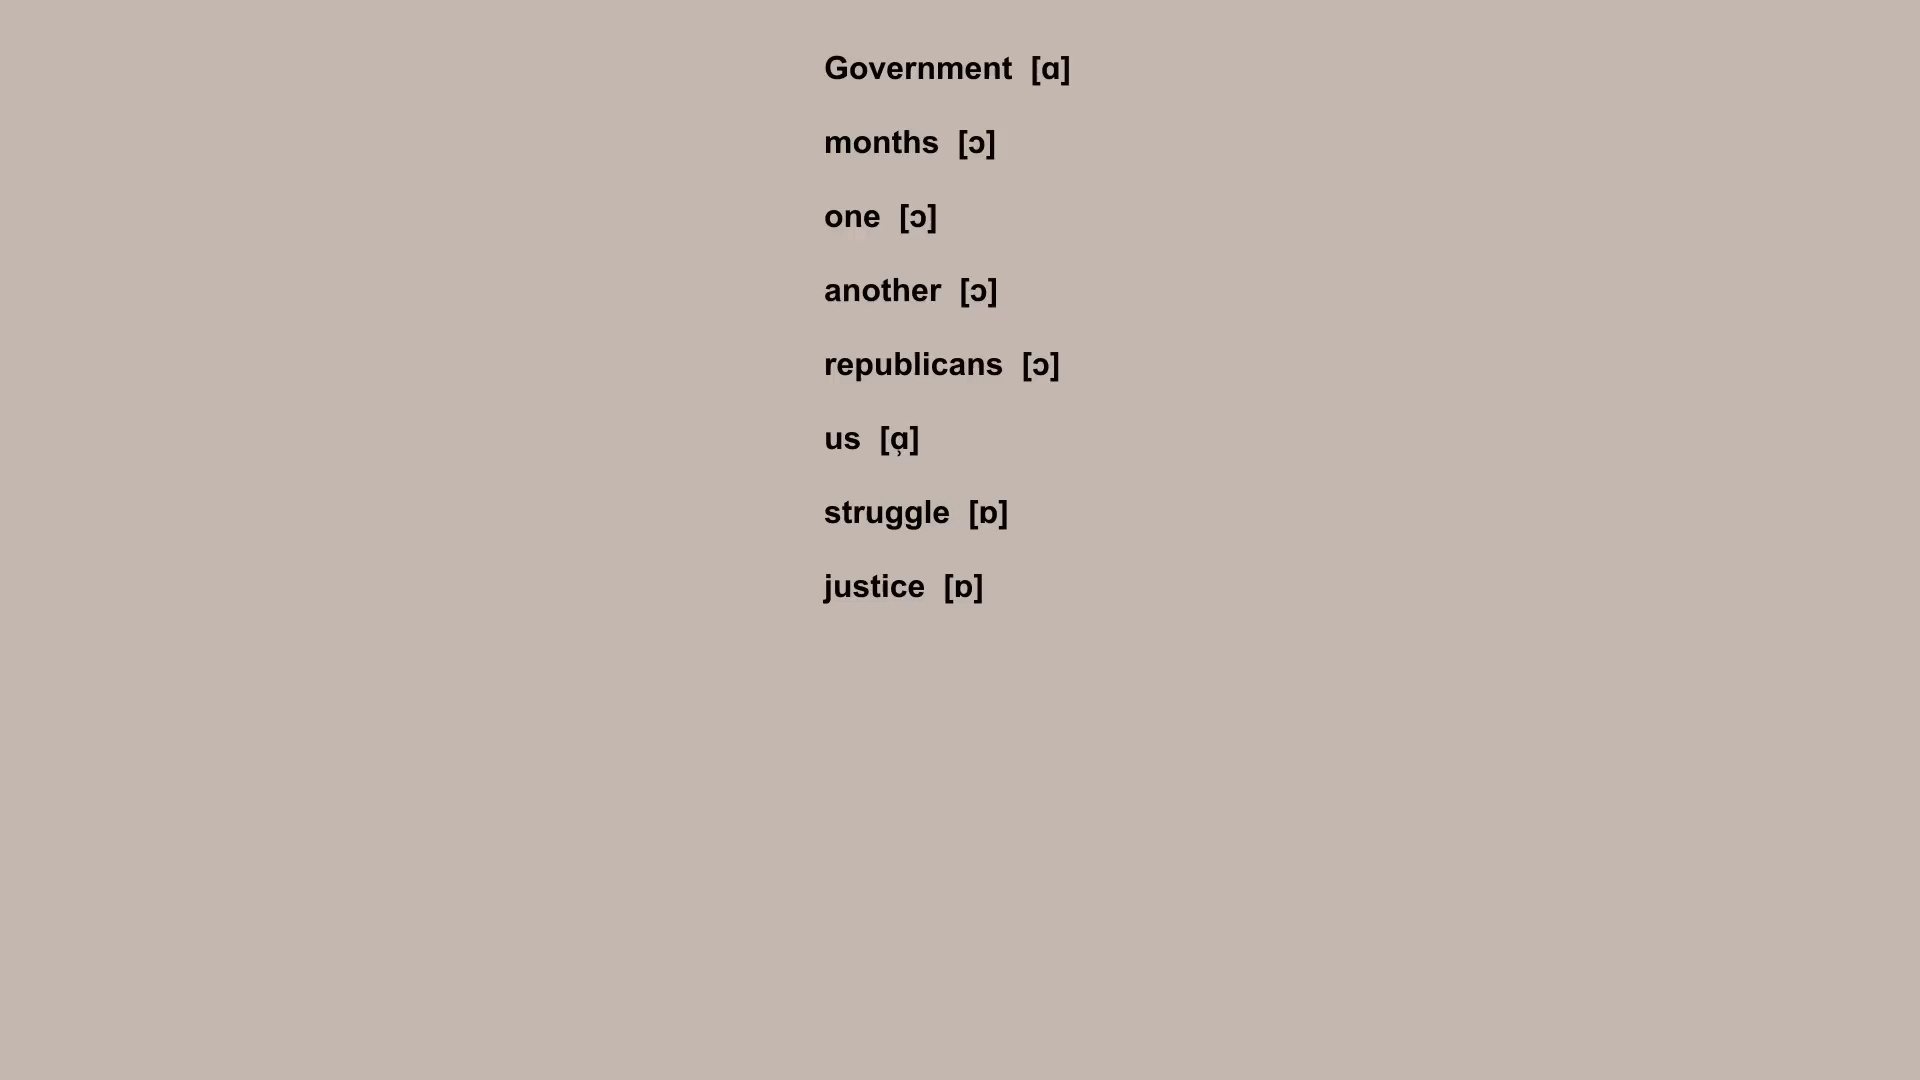 Government [ɑ]
months [ɔ]
one [ɔ]
another [ɔ]
republicans [ɔ]
us [ɑ̹]
struggle [ɒ]
justice [ɒ]